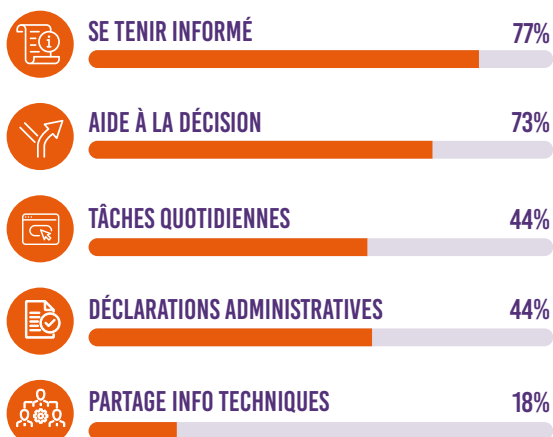 SE TENIR INFORMÉ 77%
AIDE À LA DÉCISION 73%
TÂCHES QUOTIDIENNES 44%
DÉCLARATIONS ADMINISTRATIVES 44%
PARTAGE INFO TECHNIQUES 18%